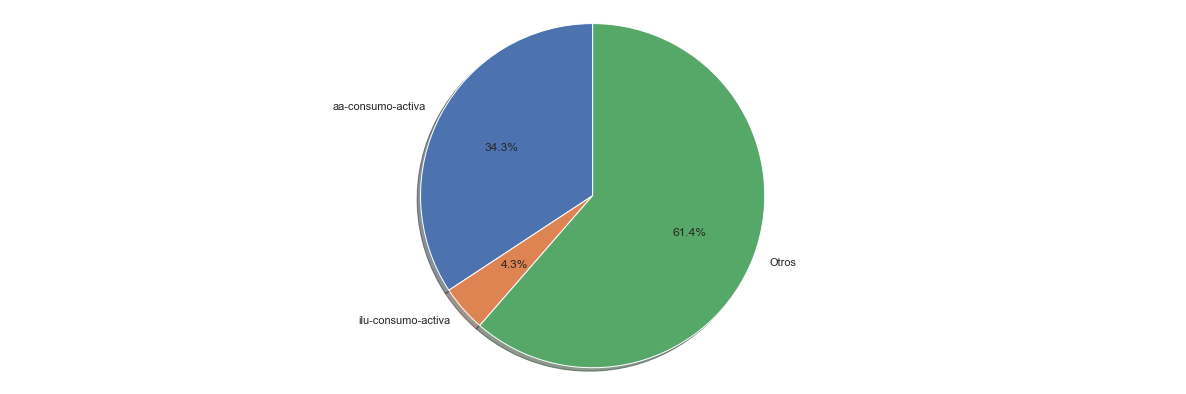 aa-consumo-activa
34.3%
61.4%
4.3%
Otros
ilu-consumo-activa